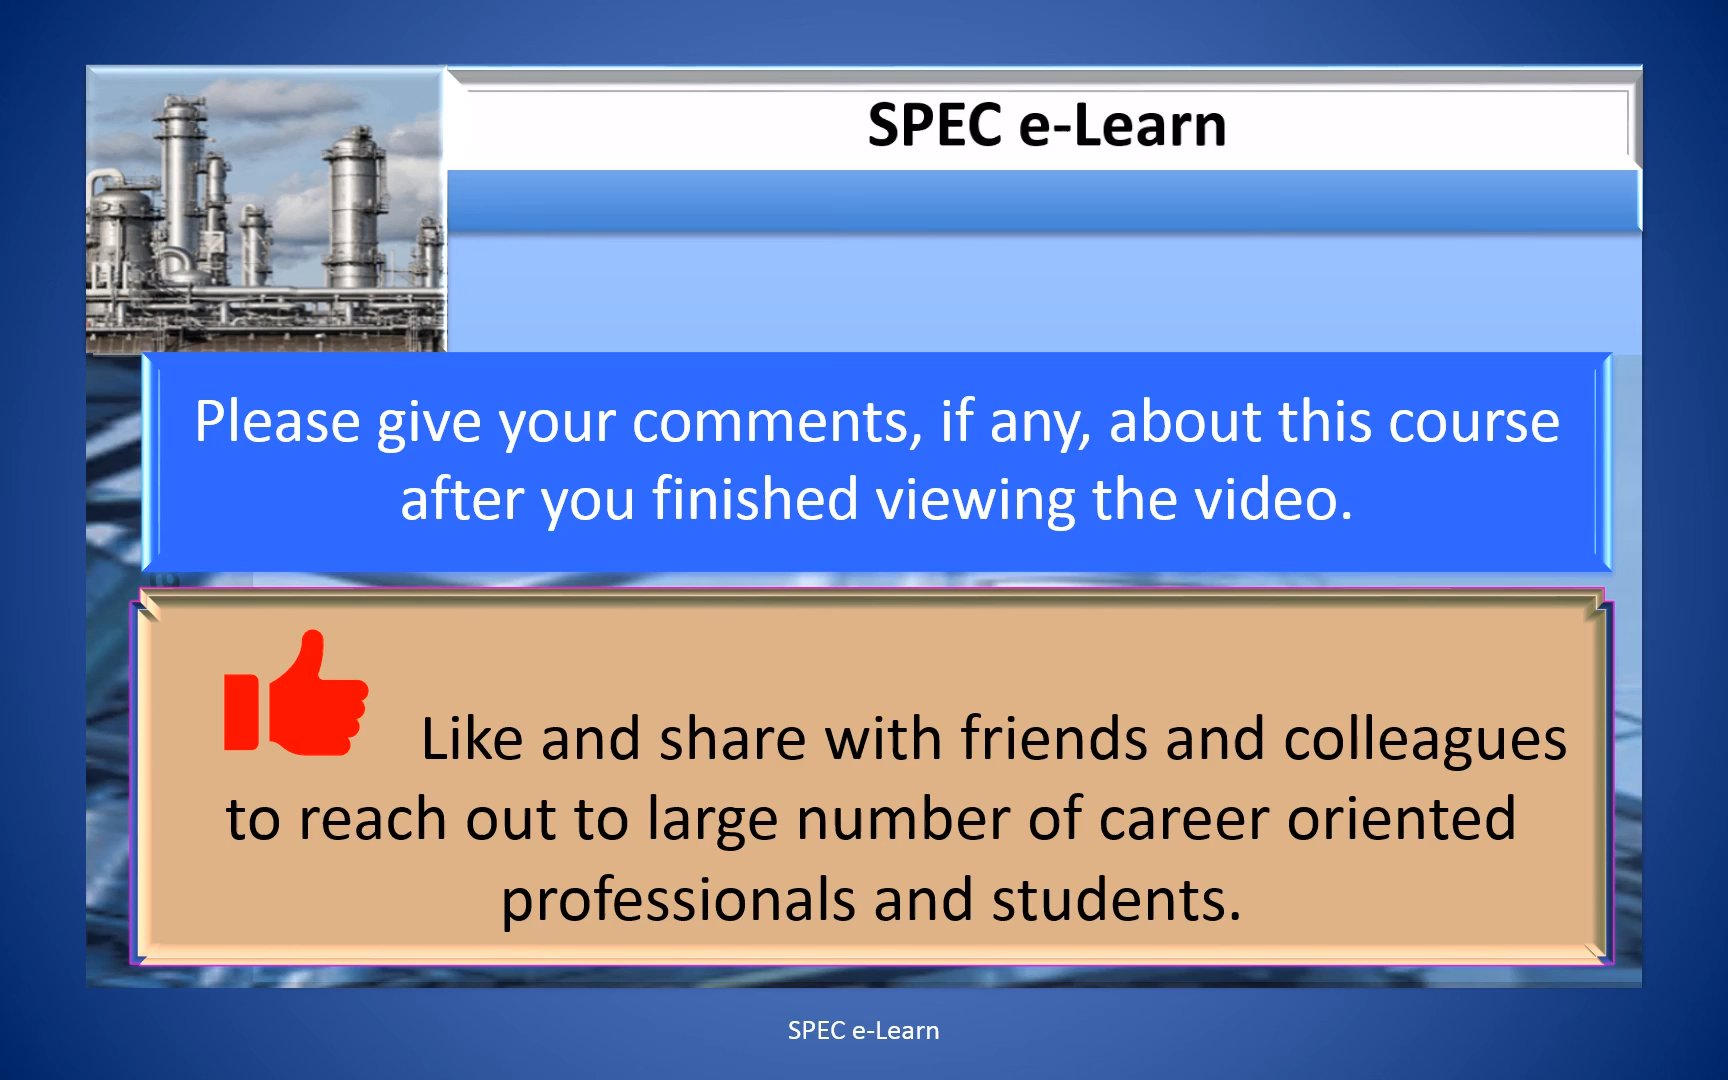 SPEC e-Learn
Please give your comments, if any, about this course
after you finished viewing the video.
Like and share with friends and colleagues
to reach out to large number of career oriented
professionals and students.
SPEC e-Learn